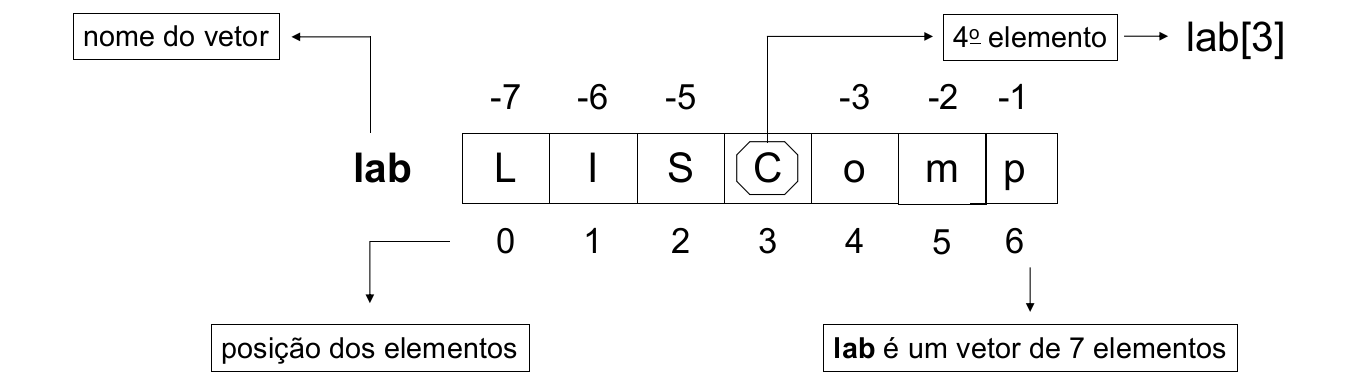 nome do vetor
4º elemento
lab[3]
-7 -6 -5 -3 -2 -1
lab
L I S C o m p
0 1 2 3 4 5 6
posição dos elementos
lab é um vetor de 7 elementos